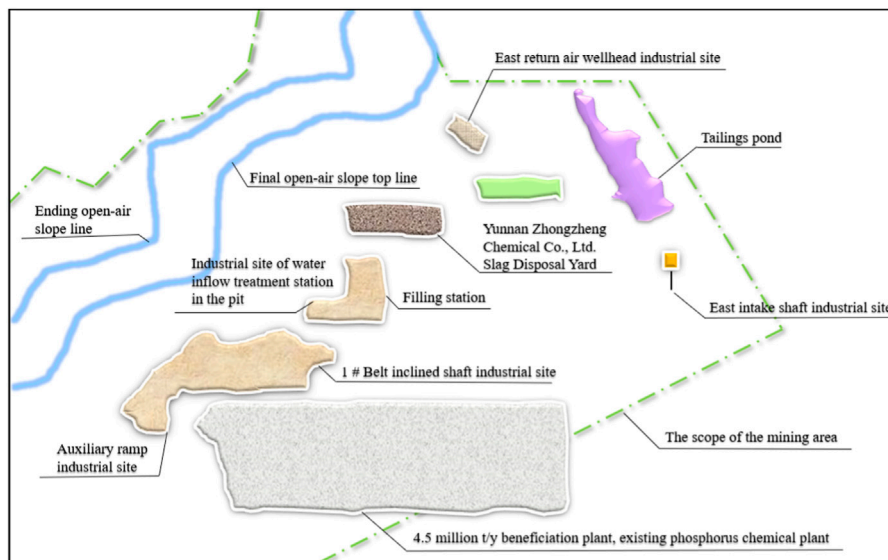 East return air wellhead industrial site
Tailings pond
Final open-air slope top line
Ending open-air
slope line
Yunnan Zhongzheng
Chemical Co., Ltd.
Slag Disposal Yard
Industrial site of water
inflow treatment station
in the pit
Filling station
East intake shaft industrial site
1 # Belt inclined shaft industrial site
Auxiliary ramp
industrial site
The scope of the mining area
4.5 million t/y beneficiation plant, existing phosphorus chemical plant